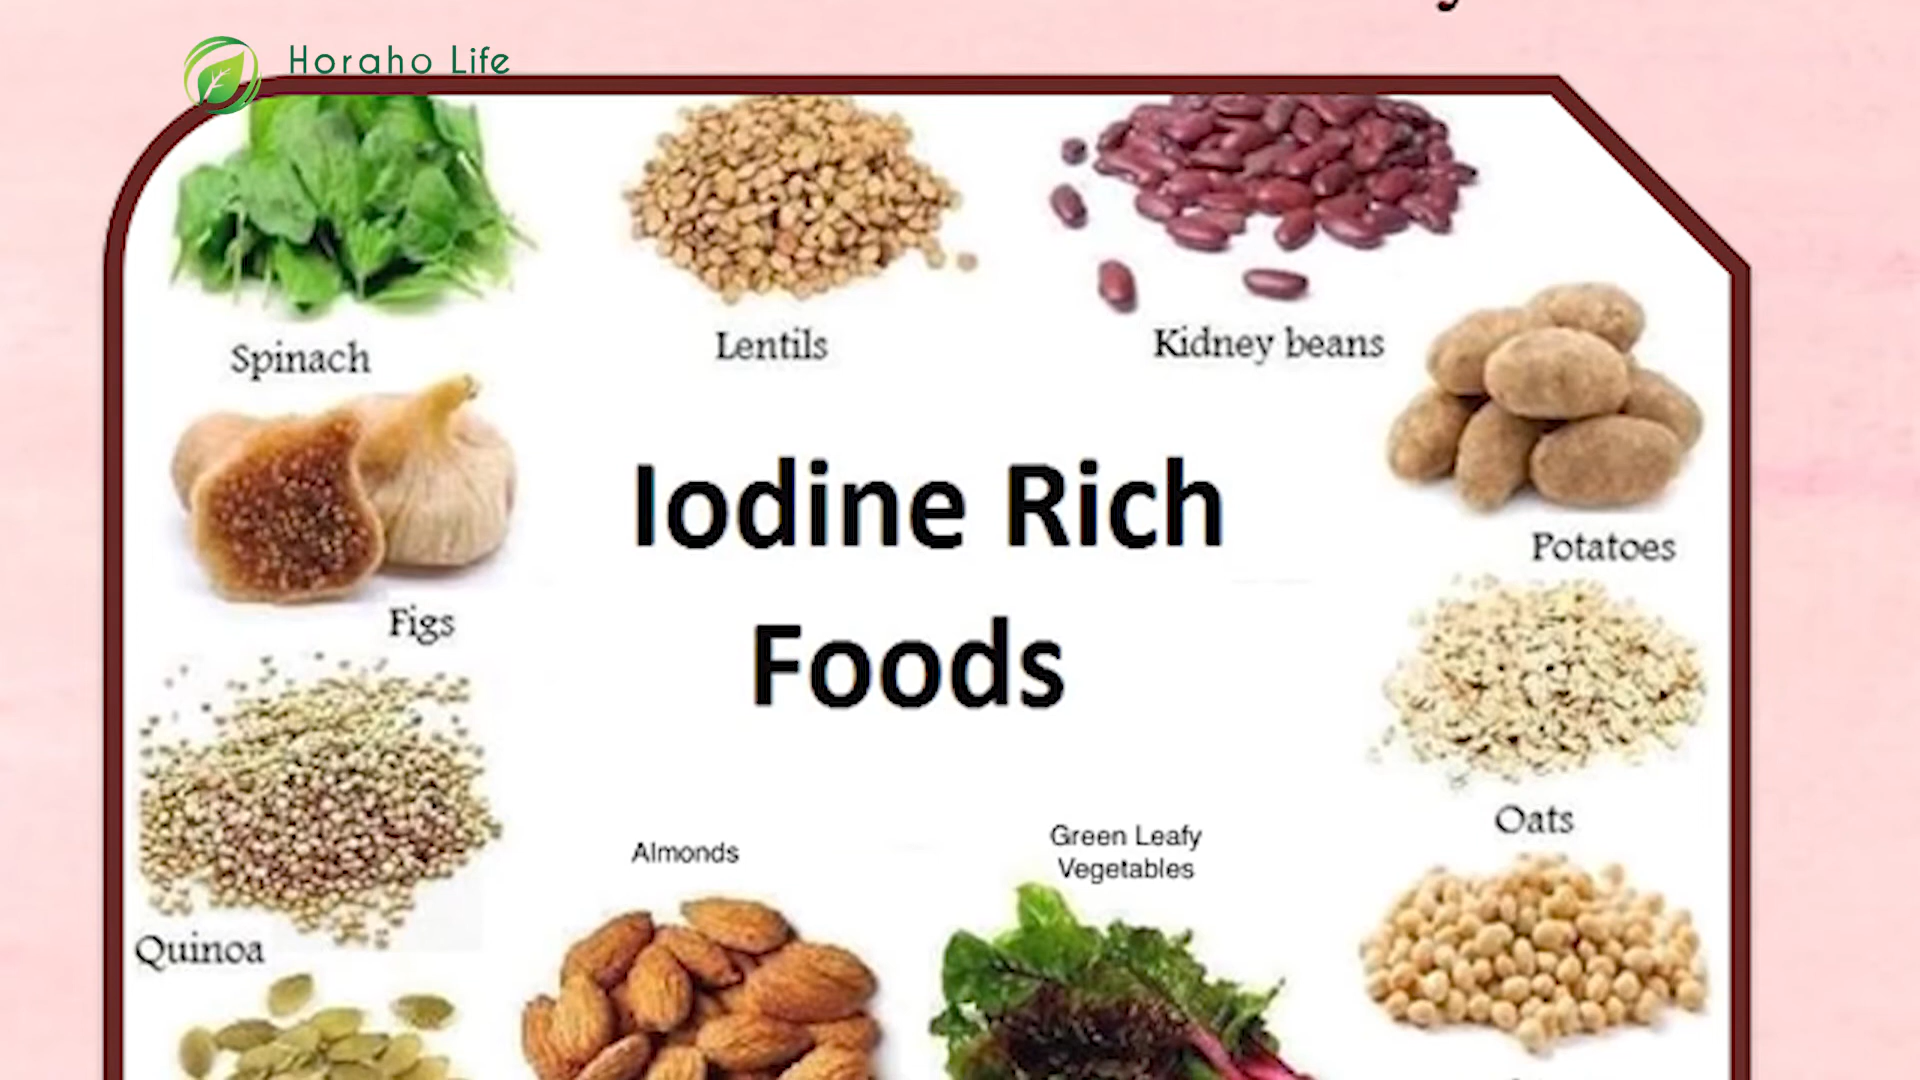 Horaho Life
Spinach
Lentils
Kidney beans
Iodine Rich
Foods
Potatoes
Figs
Oats
Almonds
Green Leafy
Vegetables
Quinoa